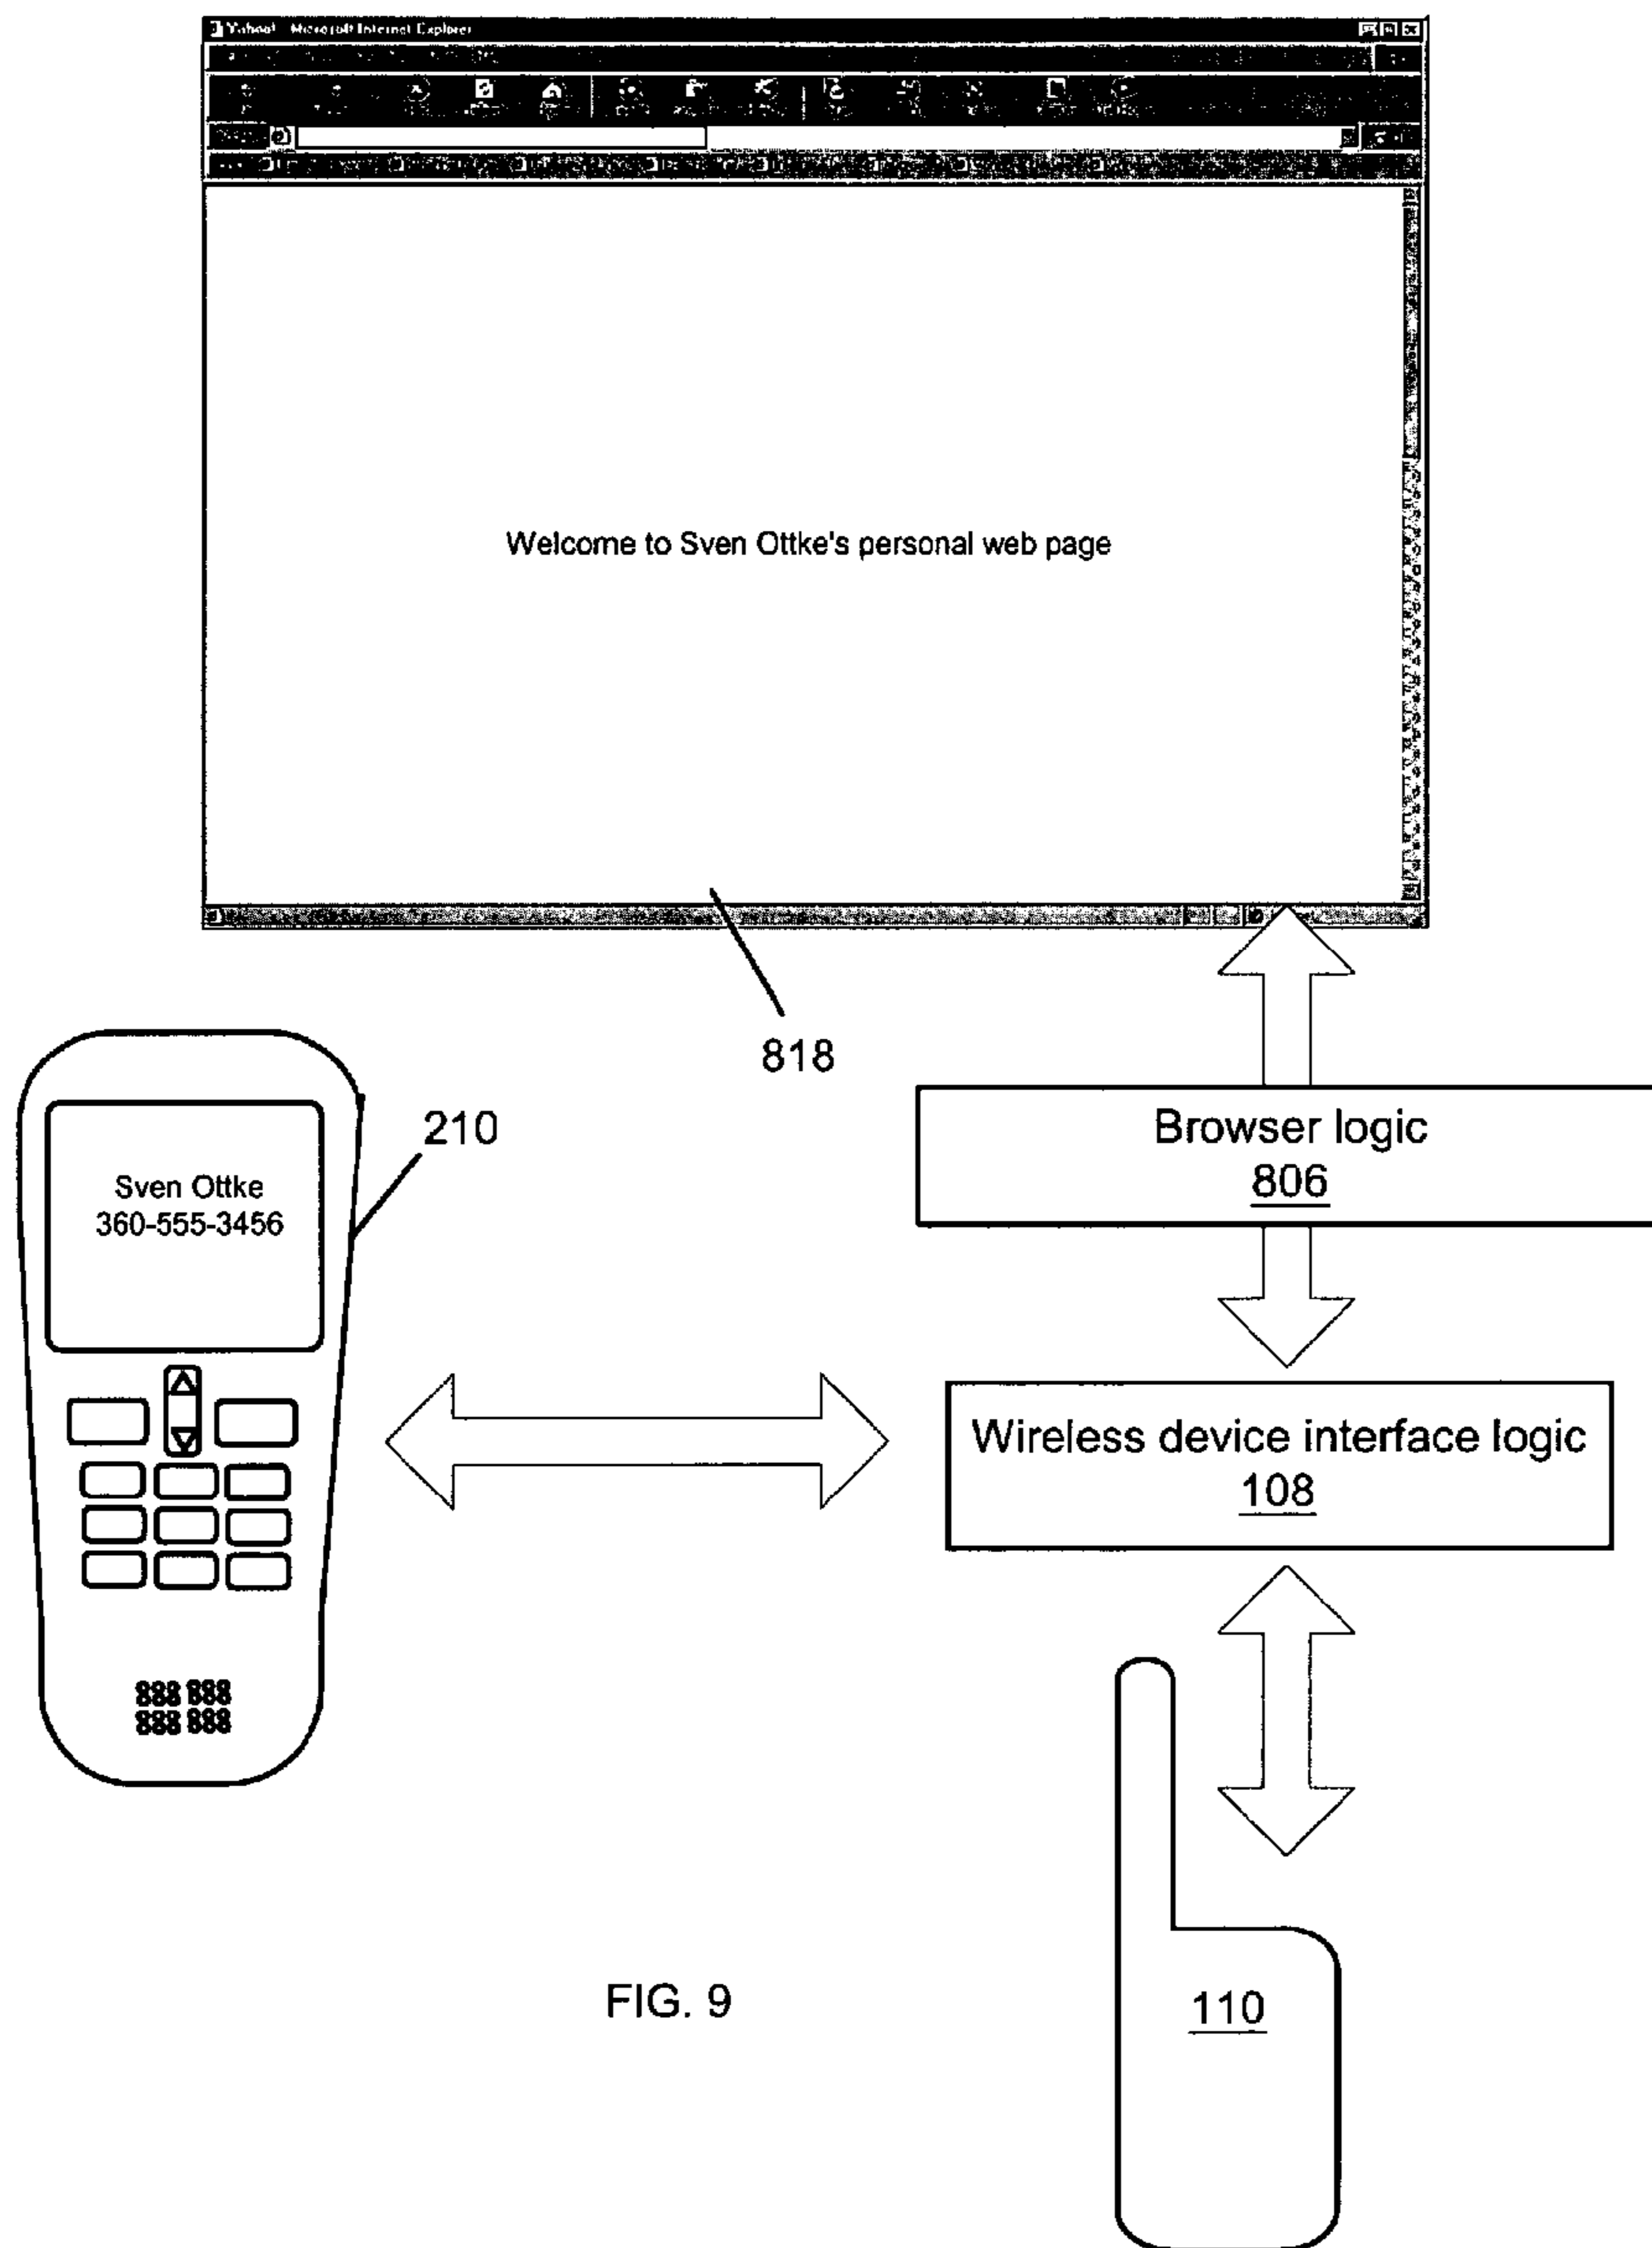 Yahoo! Microsoft Internet Explorer
Welcome to Sven Ottke's personal web page
818
210
Sven Ottke
360-555-3456
Browser logic
806
Wireless device interface logic
108
888 888
888 888
FIG. 9
110